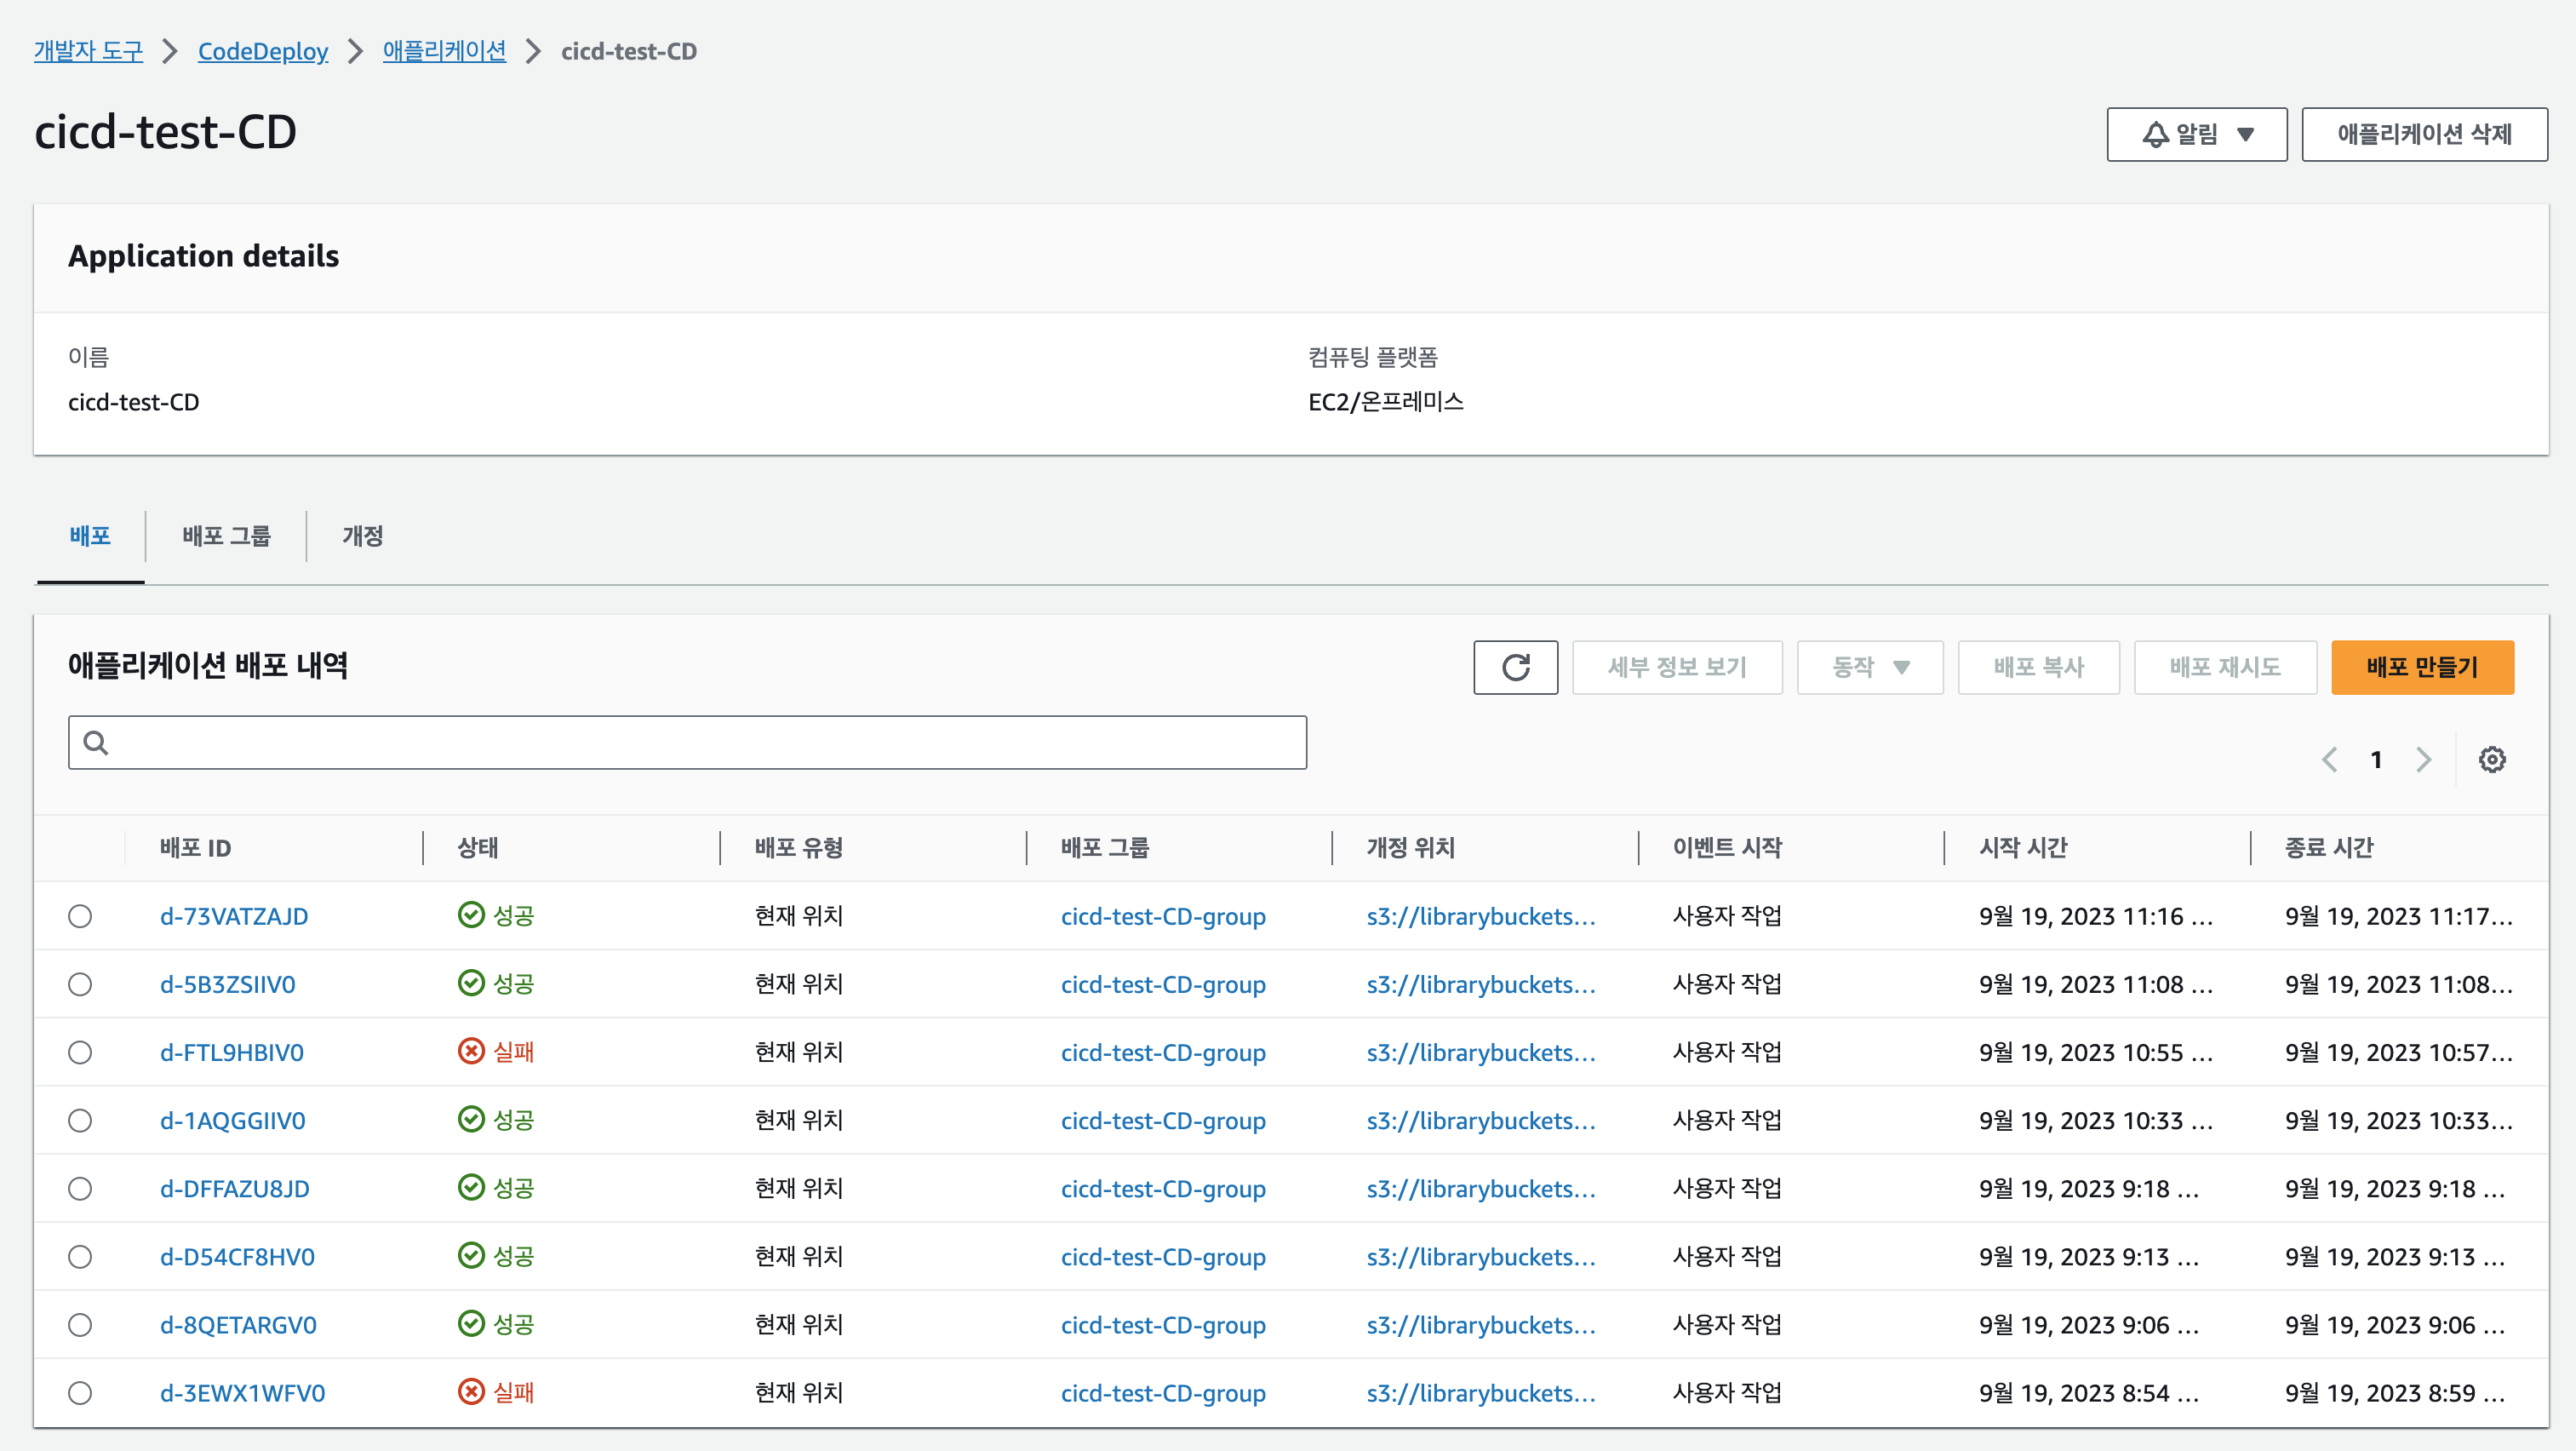 개발자 도구 CodeDeploy 애플리케이션 cicd-test-CD
cicd-test-CD
알림 애플리케이션 삭제
Application details
이름 컴퓨팅 플랫폼
cicd-test-CD EC2/온프레미스
배포 배포 그룹 개정
애플리케이션 배포 내역 세부 정보 보기 동작 배포 복사 배포 재시도 배포 만들기
1
배포 ID 상태 배포 유형 배포 그룹 개정 위치 이벤트 시작 시작 시간 종료 시간
d-73VATZAJD 성공 현재 위치 cicd-test-CD-group s3://librarybuckets... 사용자 작업 9월 19, 2023 11:16 ... 9월 19, 2023 11:17...
d-5B3ZSIIV0 성공 현재 위치 cicd-test-CD-group s3://librarybuckets... 사용자 작업 9월 19, 2023 11:08 ... 9월 19, 2023 11:08...
d-FTL9HBIV0 실패 현재 위치 cicd-test-CD-group s3://librarybuckets... 사용자 작업 9월 19, 2023 10:55 ... 9월 19, 2023 10:57...
d-1AQGGIIV0 성공 현재 위치 cicd-test-CD-group s3://librarybuckets... 사용자 작업 9월 19, 2023 10:33 ... 9월 19, 2023 10:33...
d-DFFAZU8JD 성공 현재 위치 cicd-test-CD-group s3://librarybuckets... 사용자 작업 9월 19, 2023 9:18 ... 9월 19, 2023 9:18 ...
d-D54CF8HV0 성공 현재 위치 cicd-test-CD-group s3://librarybuckets... 사용자 작업 9월 19, 2023 9:13 ... 9월 19, 2023 9:13 ...
d-8QETARGV0 성공 현재 위치 cicd-test-CD-group s3://librarybuckets... 사용자 작업 9월 19, 2023 9:06 ... 9월 19, 2023 9:06 ...
d-3EWX1WFV0 실패 현재 위치 cicd-test-CD-group s3://librarybuckets... 사용자 작업 9월 19, 2023 8:54 ... 9월 19, 2023 8:59 ...